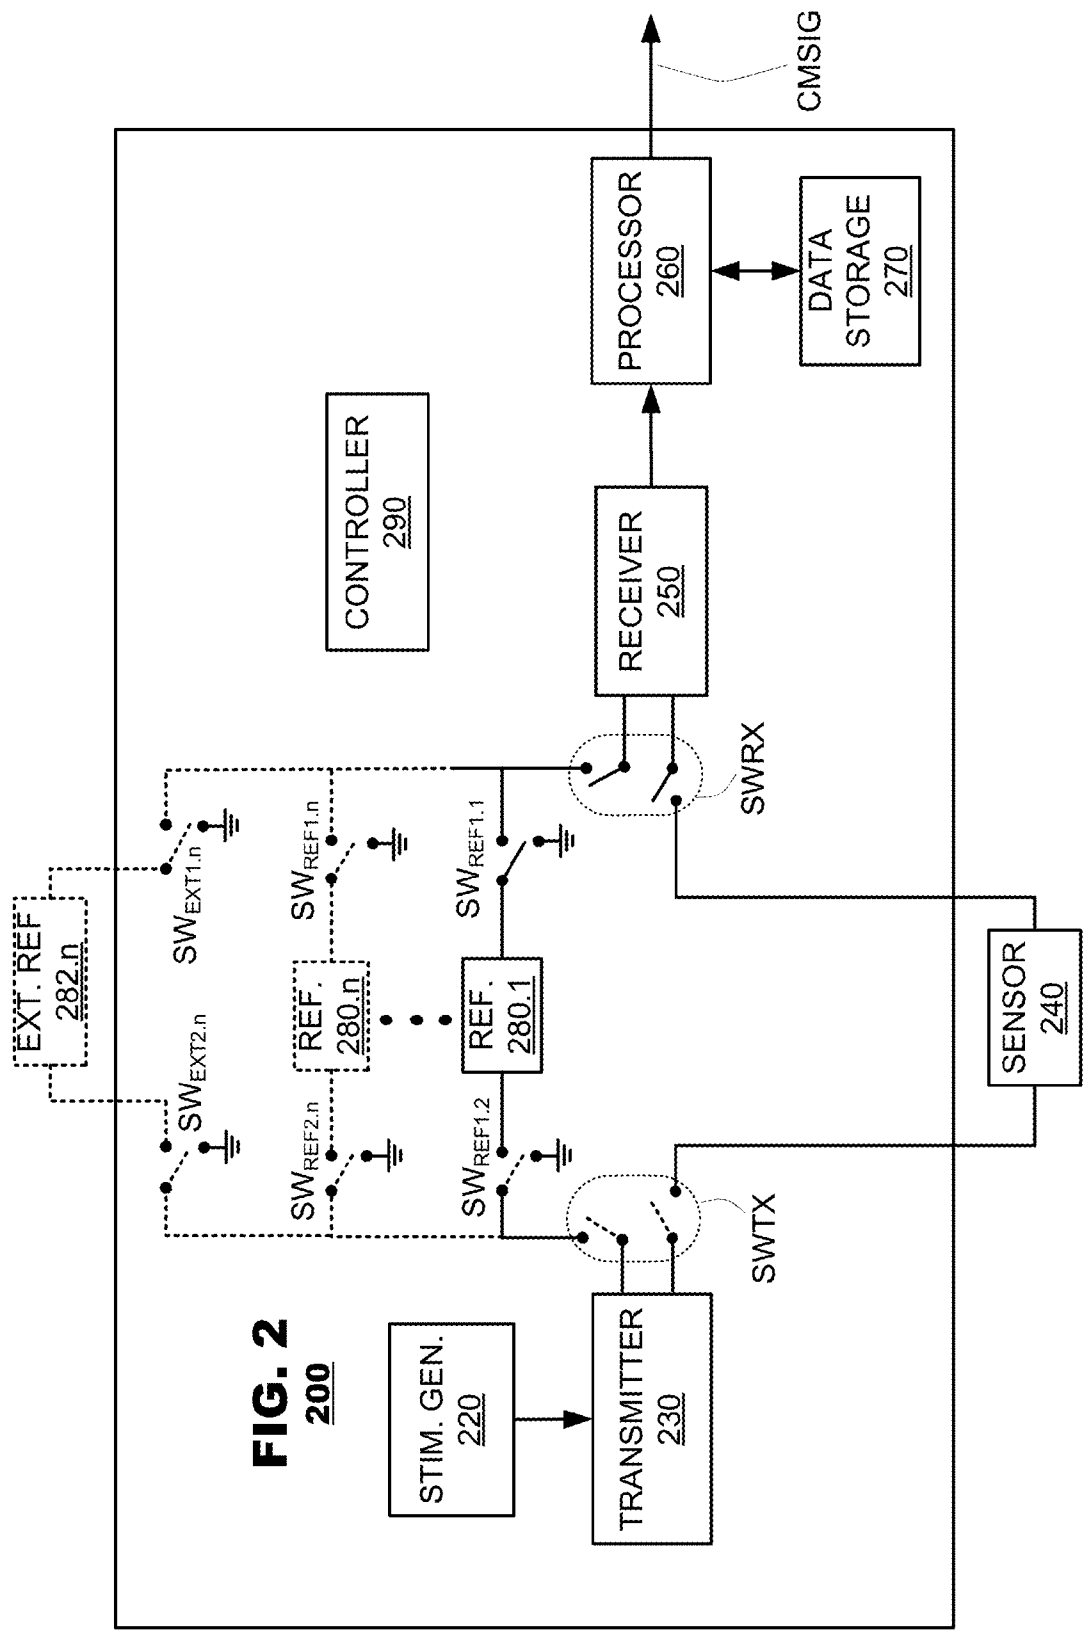 FIG. 2
200
EXT. REF
282.n
SWEXT2.n
SWEXT1.n
REF.
280.n
SWREF2.n
SWREF1.n
REF.
280.1
SWREF1.2
SWREF1.1
CONTROLLER
290
STIM. GEN.
220
TRANSMITTER
230
SWTX
SWRX
RECEIVER
250
PROCESSOR
260
CMSIG
DATA
STORAGE
270
SENSOR
240